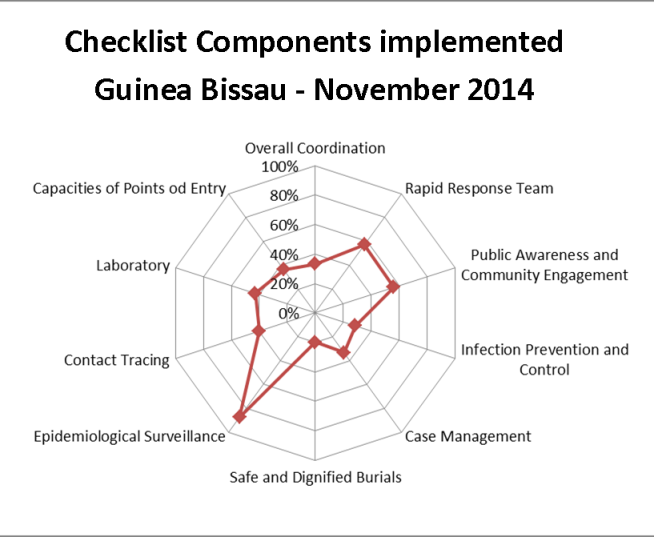 Checklist Components implemented
Guinea Bissau - November 2014
Overall Coordination
100%
80%
60%
40%
20%
0%
Rapid Response Team
Public Awareness and
Community Engagement
Infection Prevention and
Control
Case Management
Safe and Dignified Burials
Epidemiological Surveillance
Contact Tracing
Laboratory
Capacities of Points od Entry